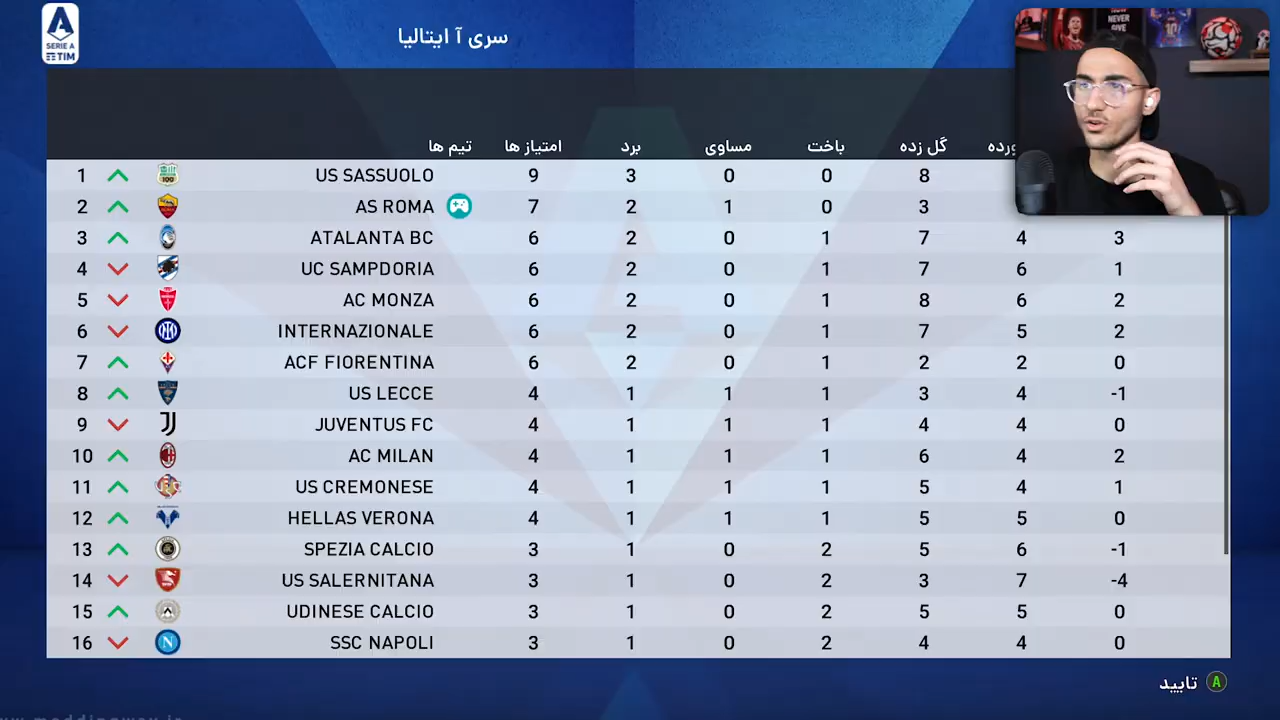 SERIE A
TIM
سری آ ایتالیا
NEVER
GIVE
10
تیم ها امتیاز ها برد مساوی باخت گل زده
1 US SASSUOLO 9 3 0 0 8
2 AS ROMA 7 2 1 0 3
3 ATALANTA BC 6 2 0 1 7 4 3
4 UC SAMPDORIA 6 2 0 1 7 6 1
5 AC MONZA 6 2 0 1 8 6 2
6 INTERNAZIONALE 6 2 0 1 7 5 2
7 ACF FIORENTINA 6 2 0 1 2 2 0
8 US LECCE 4 1 1 1 3 4 -1
9 JUVENTUS FC 4 1 1 1 4 4 0
10 AC MILAN 4 1 1 1 6 4 2
11 US CREMONESE 4 1 1 1 5 4 1
12 HELLAS VERONA 4 1 1 1 5 5 0
13 SPEZIA CALCIO 3 1 0 2 5 6 -1
14 US SALERNITANA 3 1 0 2 3 7 -4
15 UDINESE CALCIO 3 1 0 2 5 5 0
16 SSC NAPOLI 3 1 0 2 4 4 0
تایید A